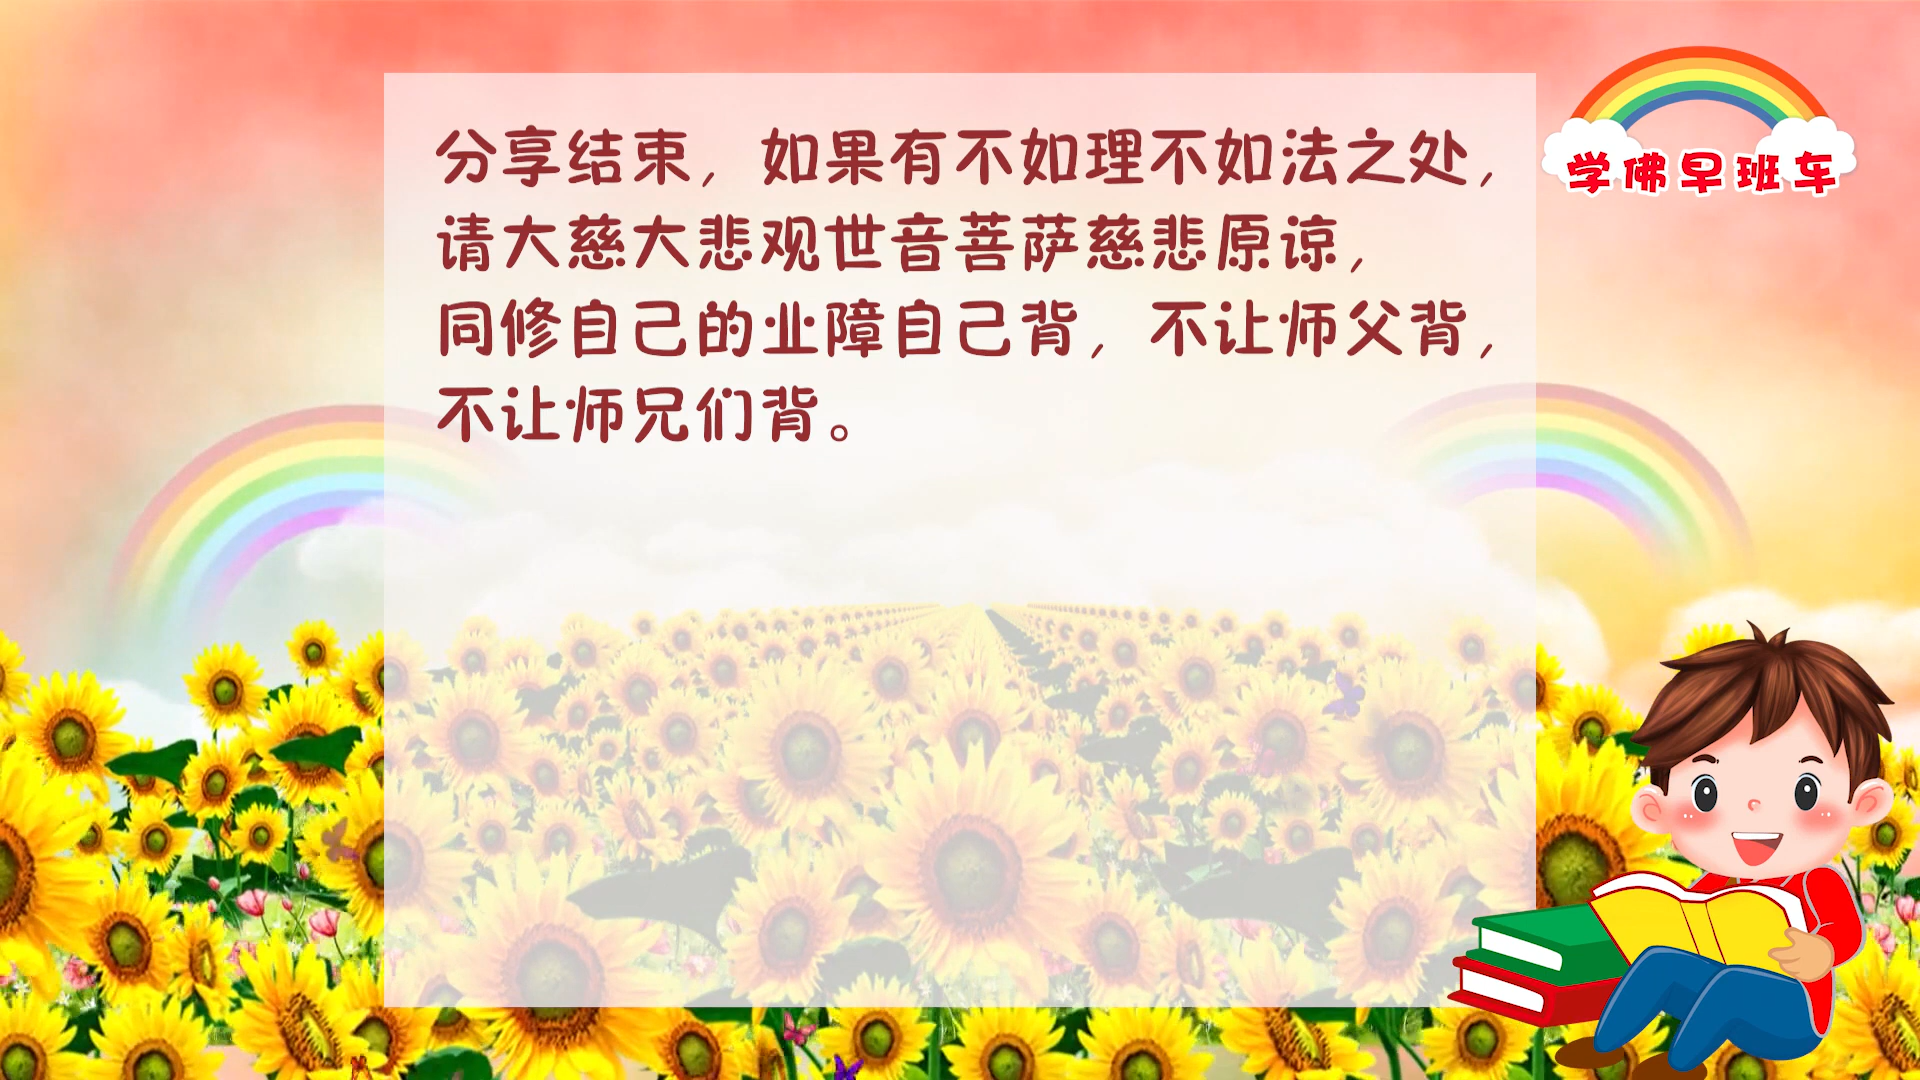 分享结束，如果有不如理不如法之处，
请大慈大悲观世音菩萨慈悲原谅，
同修自己的业障自己背，不让师父背，
不让师兄们背。
学佛早班车